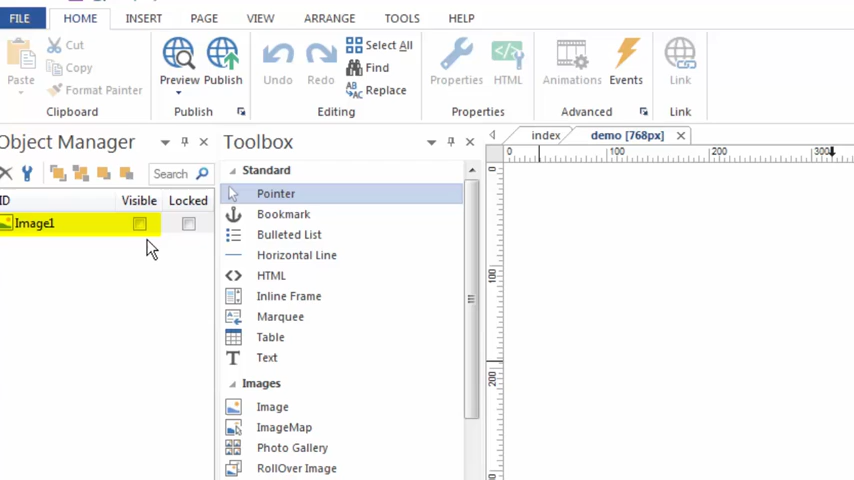 FILE HOME INSERT PAGE VIEW ARRANGE TOOLS HELP
Paste
Cut
Copy
Format Painter
Clipboard
Preview
Publish
Publish
Undo
Redo
Select All
Find
Replace
Editing
Properties
HTML
Properties
Animations
Events
Advanced
Link
Link
Object Manager
Search
ID Visible Locked
Image1
Toolbox
Standard
Pointer
Bookmark
Bulleted List
Horizontal Line
HTML
Inline Frame
Marquee
Table
Text
Images
Image
ImageMap
Photo Gallery
RollOver Image
index
demo [768px]
0 100 200 300
0
100
200